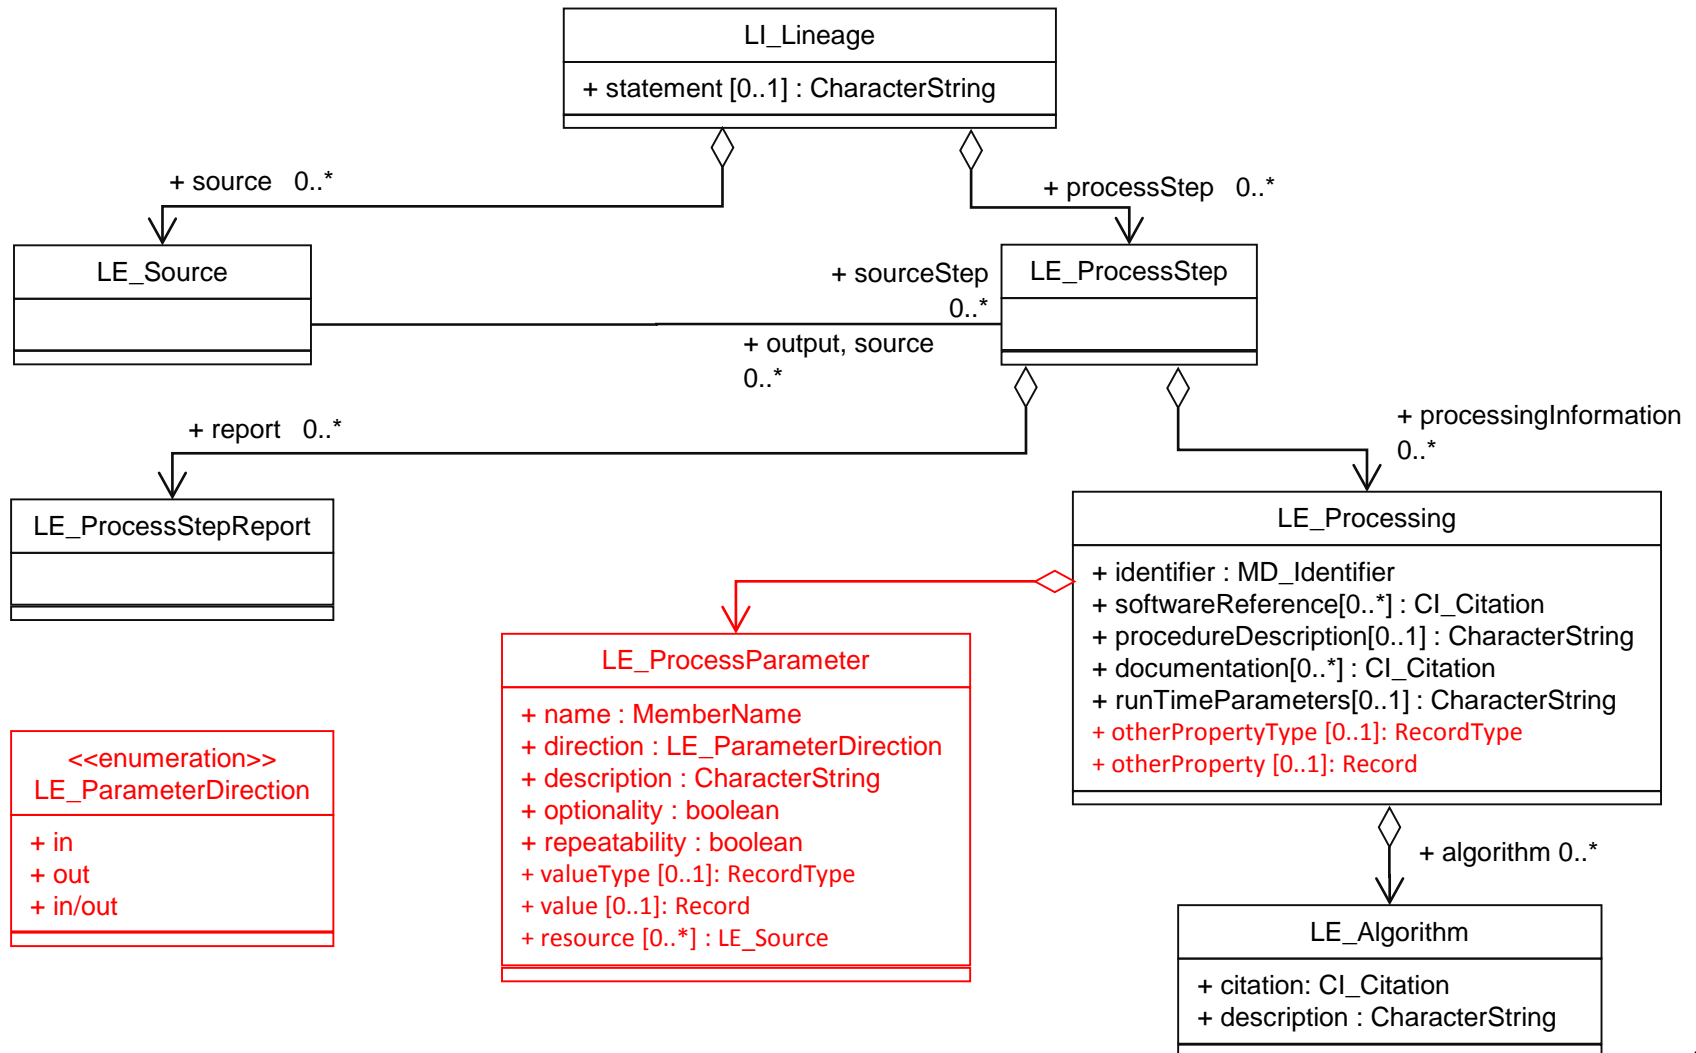 LI_Lineage
+ statement [0..1] : CharacterString
+ source   0..*
+ processStep   0..*
LE_Source
+ sourceStep
0..*
LE_ProcessStep
+ output, source
0..*
+ report   0..*
+ processingInformation
0..*
LE_ProcessStepReport
LE_Processing
+ identifier : MD_Identifier
+ softwareReference[0..*] : CI_Citation
+ procedureDescription[0..1] : CharacterString
+ documentation[0..*] : CI_Citation
+ runTimeParameters[0..1] : CharacterString
+ otherPropertyType [0..1]: RecordType
+ otherProperty [0..1]: Record
LE_ProcessParameter
+ name : MemberName
+ direction : LE_ParameterDirection
+ description : CharacterString
+ optionality : boolean
+ repeatability : boolean
+ valueType [0..1]: RecordType
+ value [0..1]: Record
+ resource [0..*] : LE_Source
<<enumeration>>
LE_ParameterDirection
+ in
+ out
+ in/out
+ algorithm 0..*
LE_Algorithm
+ citation: CI_Citation
+ description : CharacterString